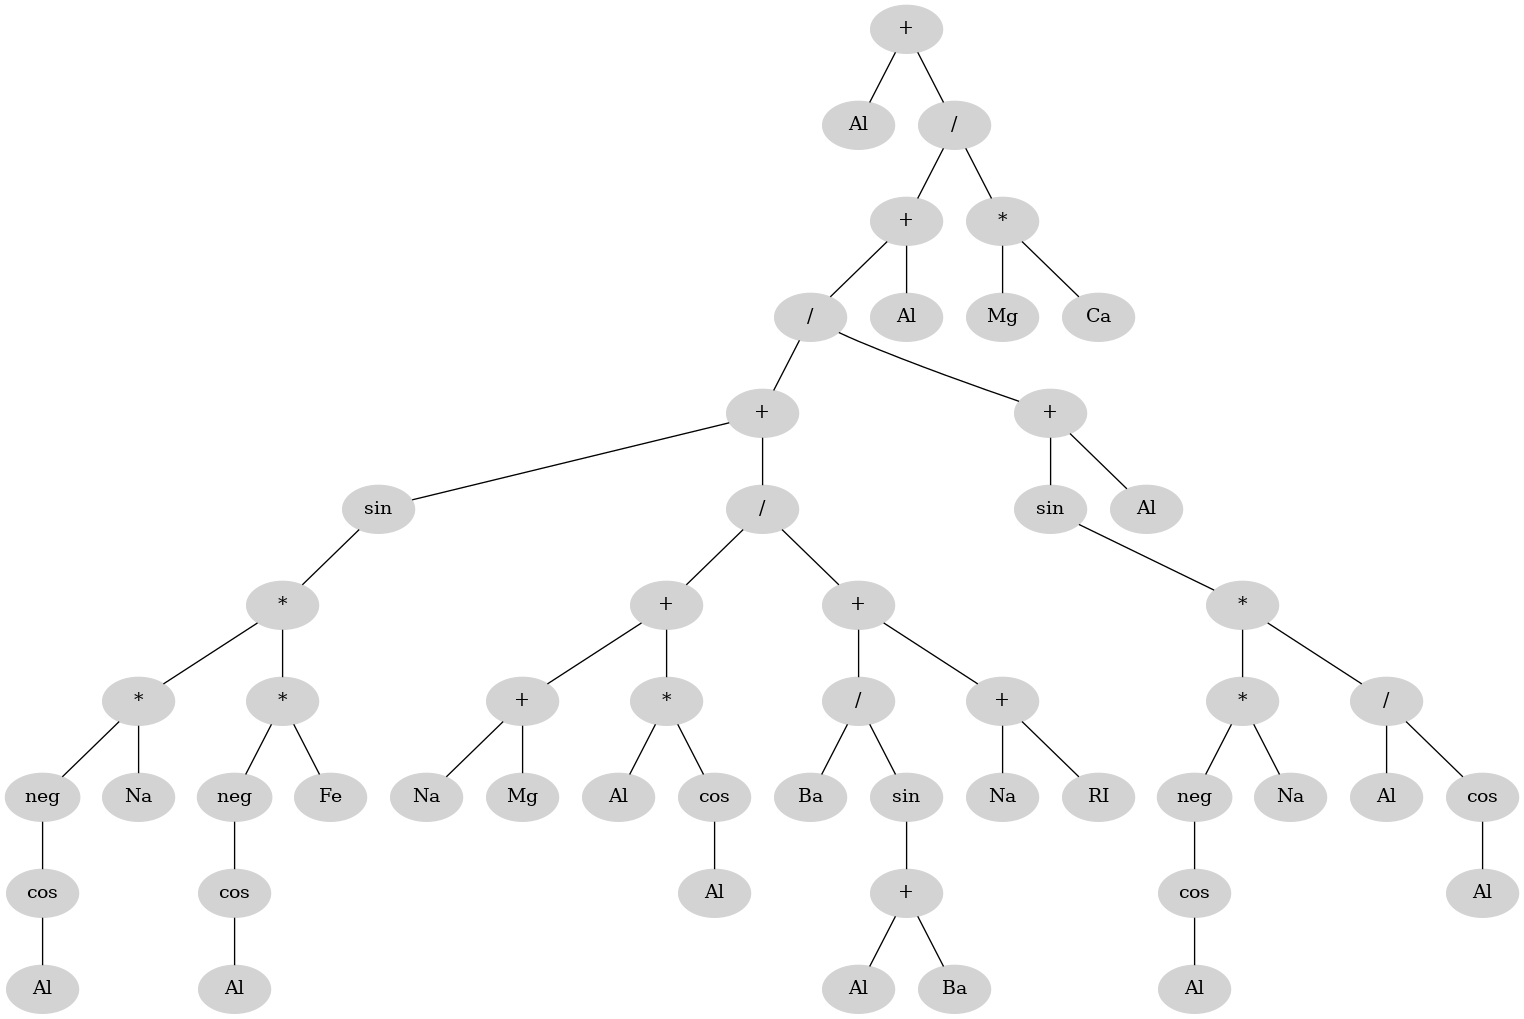 +
Al /
+ *
/ Al Mg Ca
+ +
sin / sin Al
* + + *
* * + * / + * /
neg Na neg Fe Na Mg Al cos Ba sin Na RI neg Na Al cos
cos cos Al + cos Al
Al Al Al Ba Al